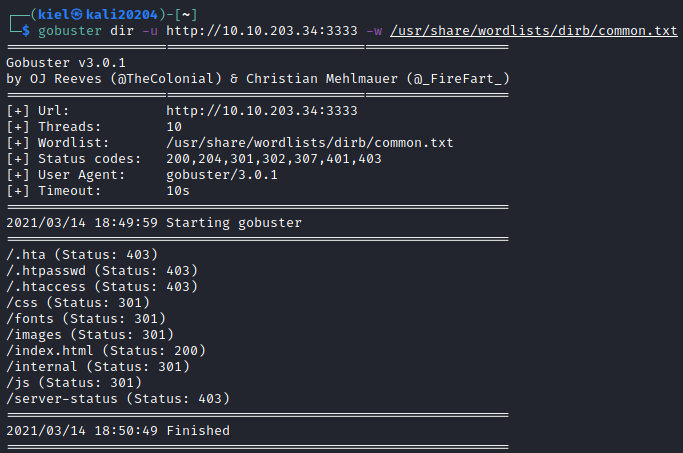 ┌──(kiel㉿kali20204)-[~]
└─$ gobuster dir -u http://10.10.203.34:3333 -w /usr/share/wordlists/dirb/common.txt
===============================================================
Gobuster v3.0.1
by OJ Reeves (@TheColonial) & Christian Mehlmauer (@_FireFart_)
===============================================================
[+] Url:            http://10.10.203.34:3333
[+] Threads:        10
[+] Wordlist:       /usr/share/wordlists/dirb/common.txt
[+] Status codes:   200,204,301,302,307,401,403
[+] User Agent:     gobuster/3.0.1
[+] Timeout:        10s
===============================================================
2021/03/14 18:49:59 Starting gobuster
===============================================================
/.hta (Status: 403)
/.htpasswd (Status: 403)
/.htaccess (Status: 403)
/css (Status: 301)
/fonts (Status: 301)
/images (Status: 301)
/index.html (Status: 200)
/internal (Status: 301)
/js (Status: 301)
/server-status (Status: 403)
===============================================================
2021/03/14 18:50:49 Finished
===============================================================